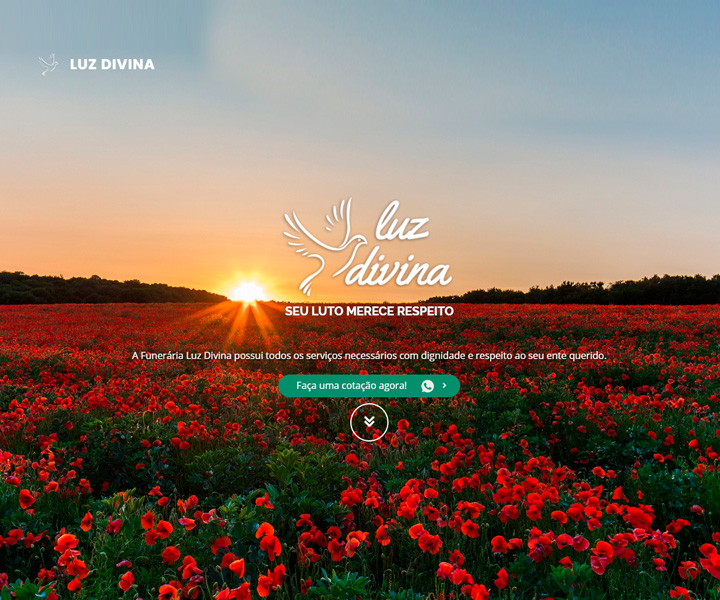 LUZ DIVINA
luz
divina
SEU LUTO MERECE RESPEITO
A Funerária Luz Divina possui todos os serviços necessários com dignidade e respeito ao seu ente querido.
Faça uma cotação agora!